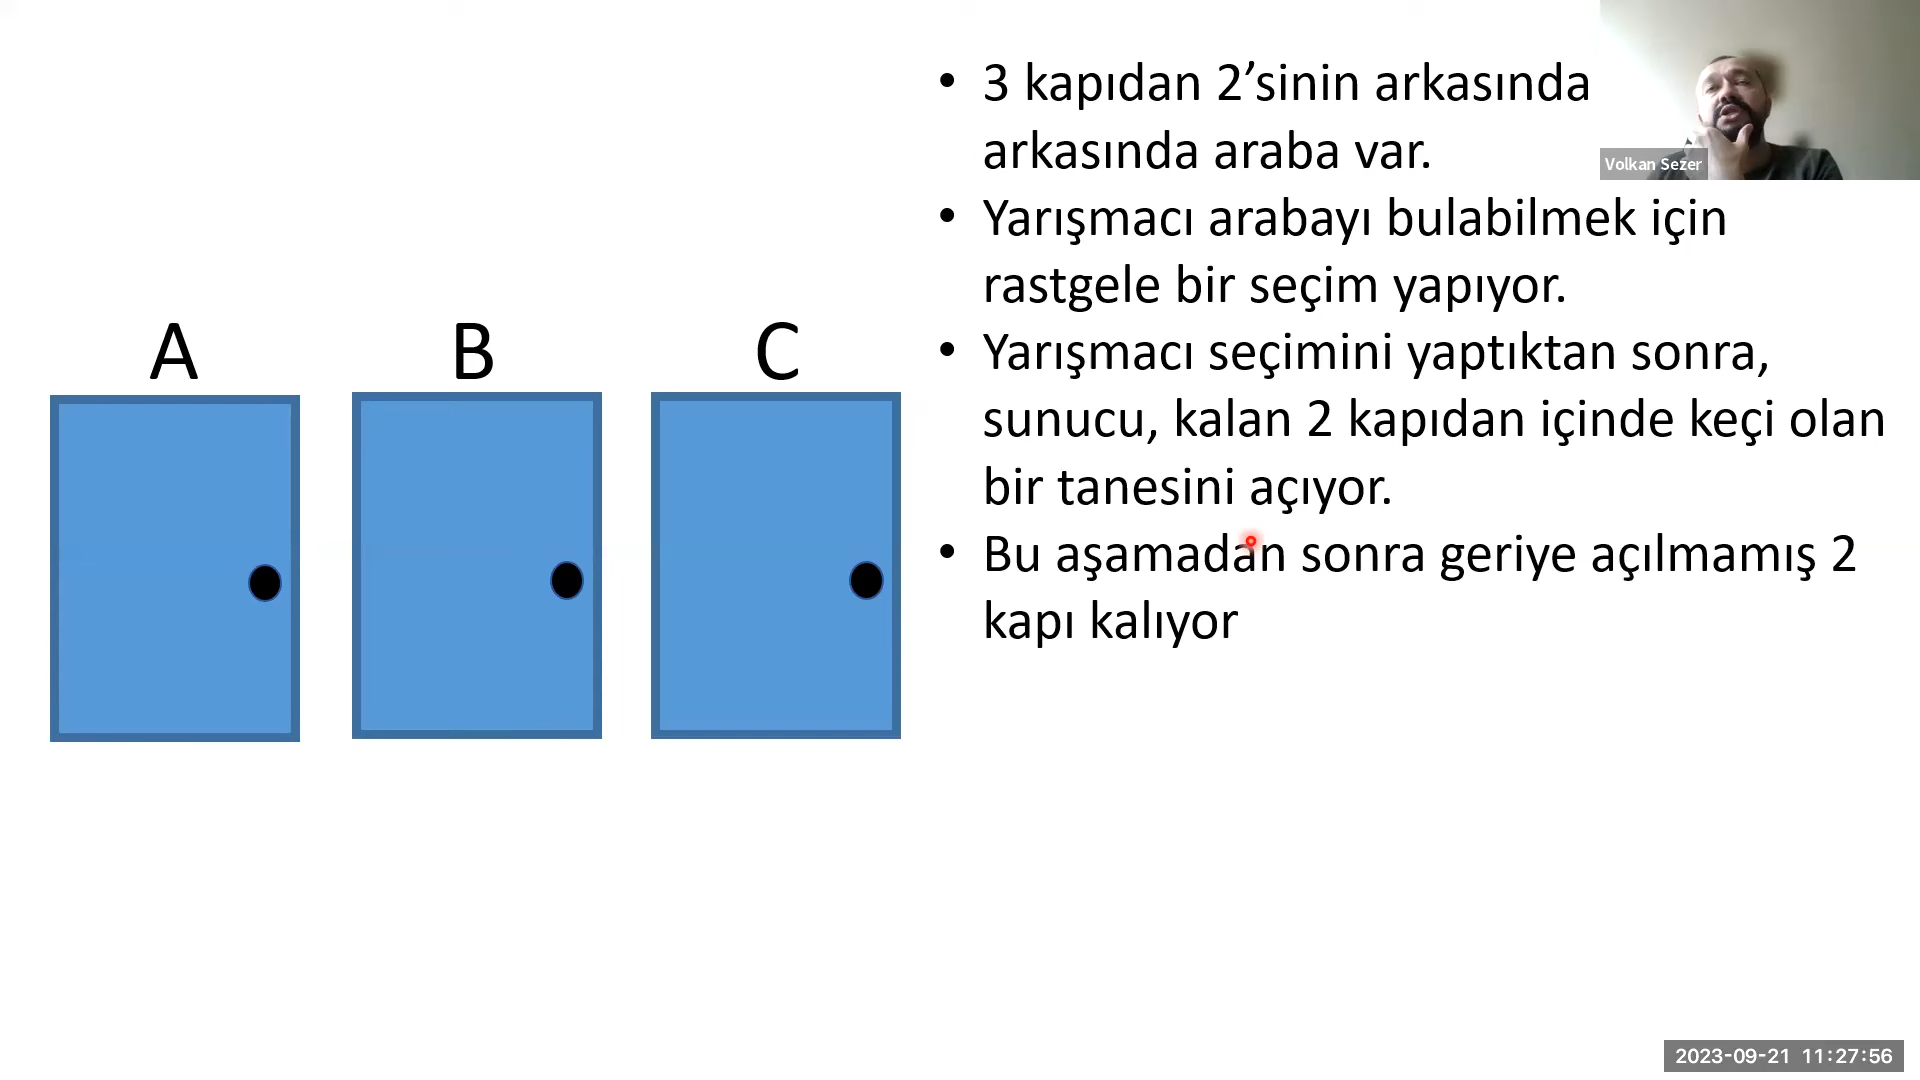 A
B
C
• 3 kapıdan 2’sinin arkasında
arkasında araba var.
• Yarışmacı arabayı bulabilmek için
rastgele bir seçim yapıyor.
• Yarışmacı seçimini yaptıktan sonra,
sunucu, kalan 2 kapıdan içinde keçi olan
bir tanesini açıyor.
• Bu aşamadan sonra geriye açılmamış 2
kapı kalıyor
Volkan Sezer
2023-09-21 11:27:56